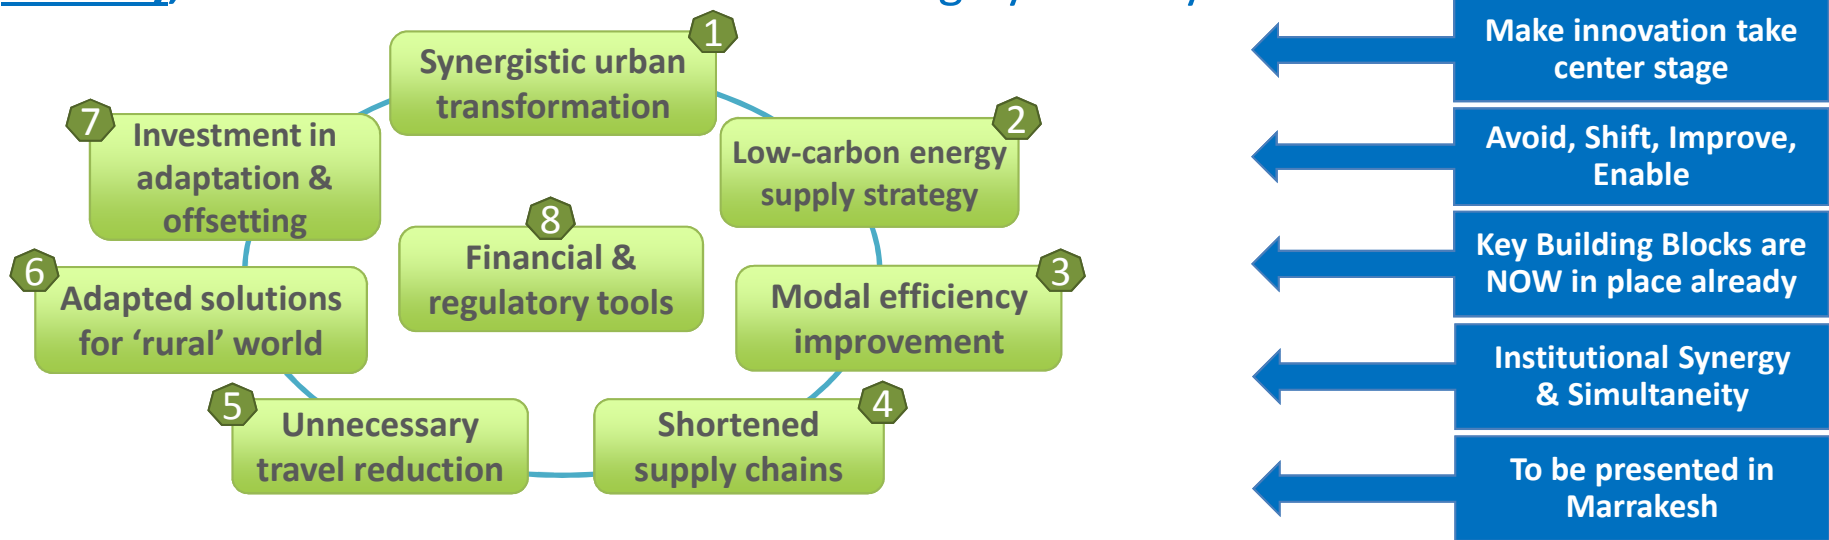 1
Synergistic urban
transformation
2
Low-carbon energy
supply strategy
3
Modal efficiency
improvement
4
Shortened
supply chains
5
Unnecessary
travel reduction
6
Adapted solutions
for ‘rural’ world
7
Investment in
adaptation &
offsetting
8
Financial &
regulatory tools
Make innovation take
center stage
Avoid, Shift, Improve,
Enable
Key Building Blocks are
NOW in place already
Institutional Synergy
& Simultaneity
To be presented in
Marrakesh